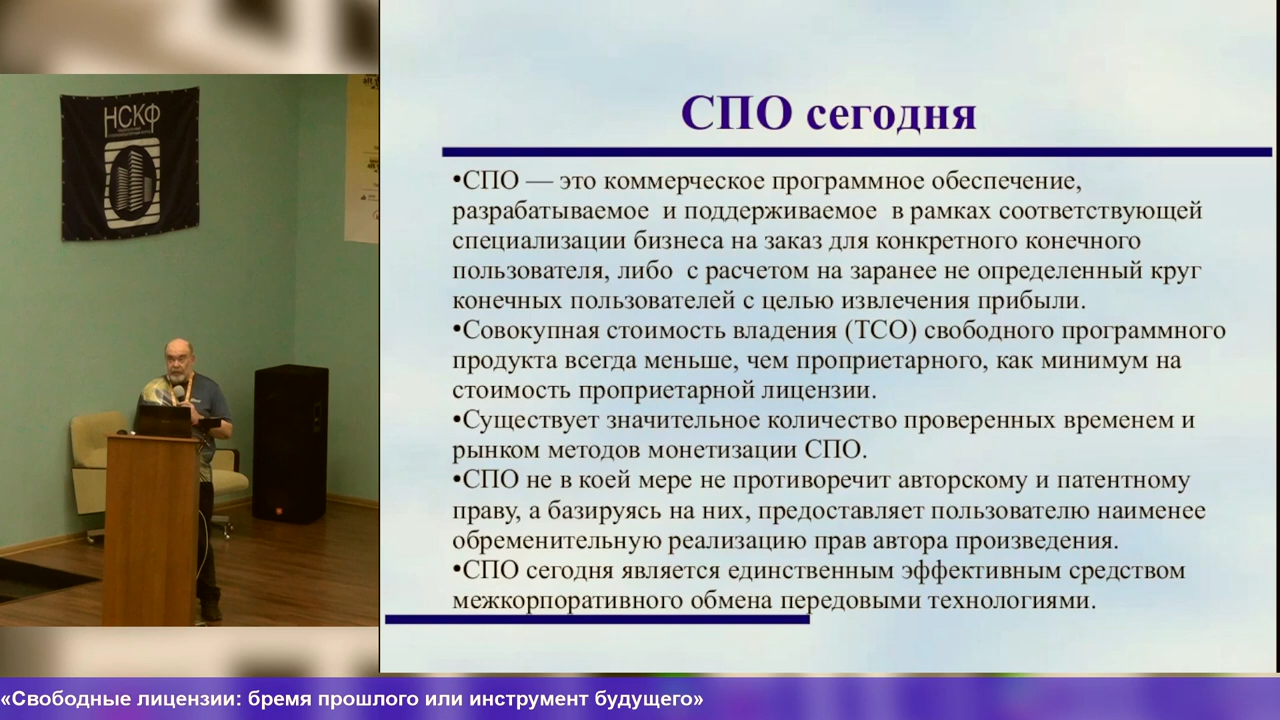 НСКФ
СПО сегодня
•СПО — это коммерческое программное обеспечение,
разрабатываемое и поддерживаемое в рамках соответствующей
специализации бизнеса на заказ для конкретного конечного
пользователя, либо с расчетом на заранее не определенный круг
конечных пользователей с целью извлечения прибыли.
•Совокупная стоимость владения (ТСО) свободного программного
продукта всегда меньше, чем проприетарного, как минимум на
стоимость проприетарной лицензии.
•Существует значительное количество проверенных временем и
рынком методов монетизации СПО.
•СПО не в коей мере не противоречит авторскому и патентному
праву, а базируясь на них, предоставляет пользователю наименее
обременительную реализацию прав автора произведения.
•СПО сегодня является единственным эффективным средством
межкорпоративного обмена передовыми технологиями.
«Свободные лицензии: бремя прошлого или инструмент будущего»